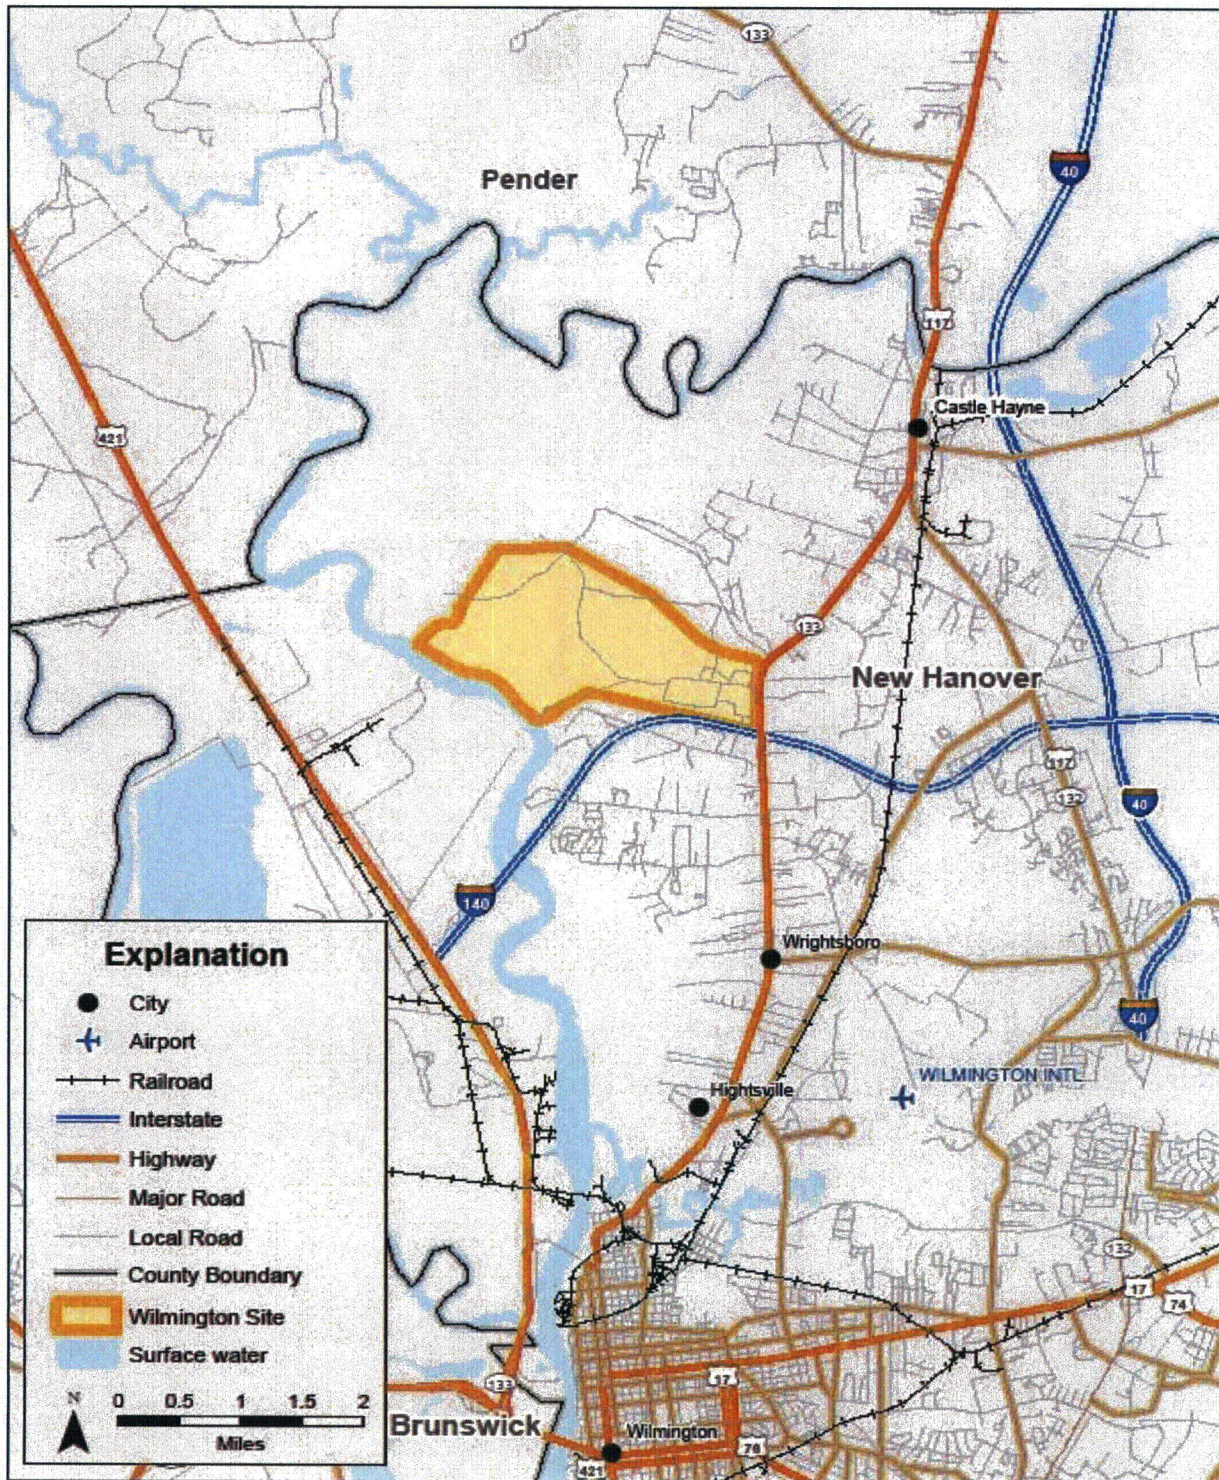 133
Pender
40
117
Castle Hayne
421
133
New Hanover
117
132
40
140
Wrightsboro
40
Hightsville
WILMINGTON INTL
132
17
74
133
17
Brunswick
Wilmington
76
421
Explanation
City
Airport
Railroad
Interstate
Highway
Major Road
Local Road
County Boundary
Wilmington Site
Surface water
N
0 0.5 1 2
Miles